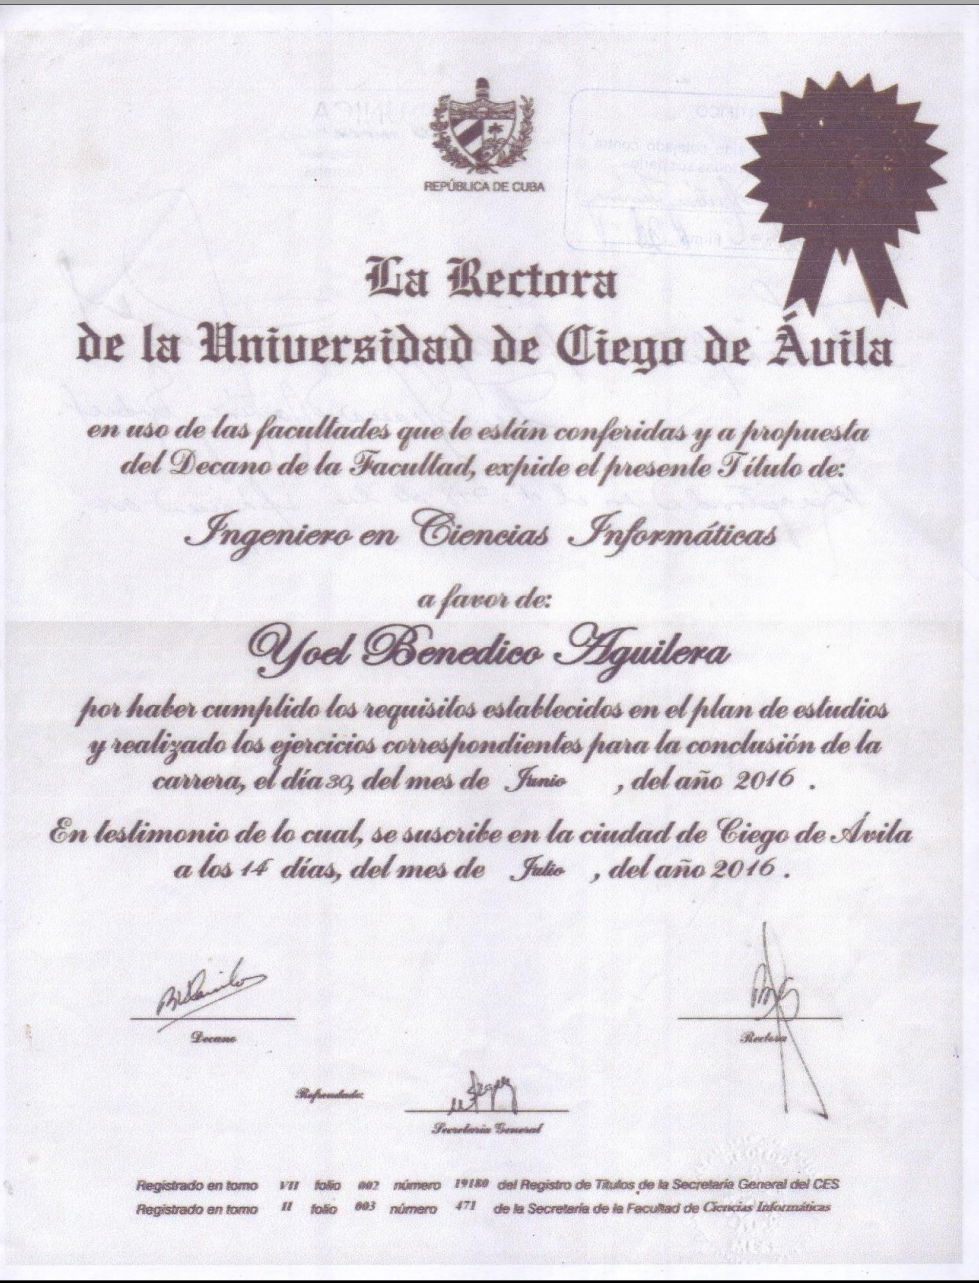 REPÚBLICA DE CUBA
La Rectora
de la Universidad de Ciego de Ávila
en uso de las facultades que le están conferidas y a propuesta
del Decano de la Facultad, expide el presente Título de:
Ingeniero en Ciencias Informáticas
a favor de:
Yoel Benedico Aguilera
por haber cumplido los requisitos establecidos en el plan de estudios
y realizado los ejercicios correspondientes para la conclusión de la
carrera, el día 30, del mes de Junio , del año 2016 .
En testimonio de lo cual, se suscribe en la ciudad de Ciego de Ávila
a los 14 días, del mes de Julio , del año 2016 .
Decano
Rectora
Refrendado:
Secretaria General
Registrado en tomo VII folio 002 número 19180 del Registro de Títulos de la Secretaría General del CES
Registrado en tomo II folio 003 número 471 de la Secretaría de la Facultad de Ciencias Informáticas